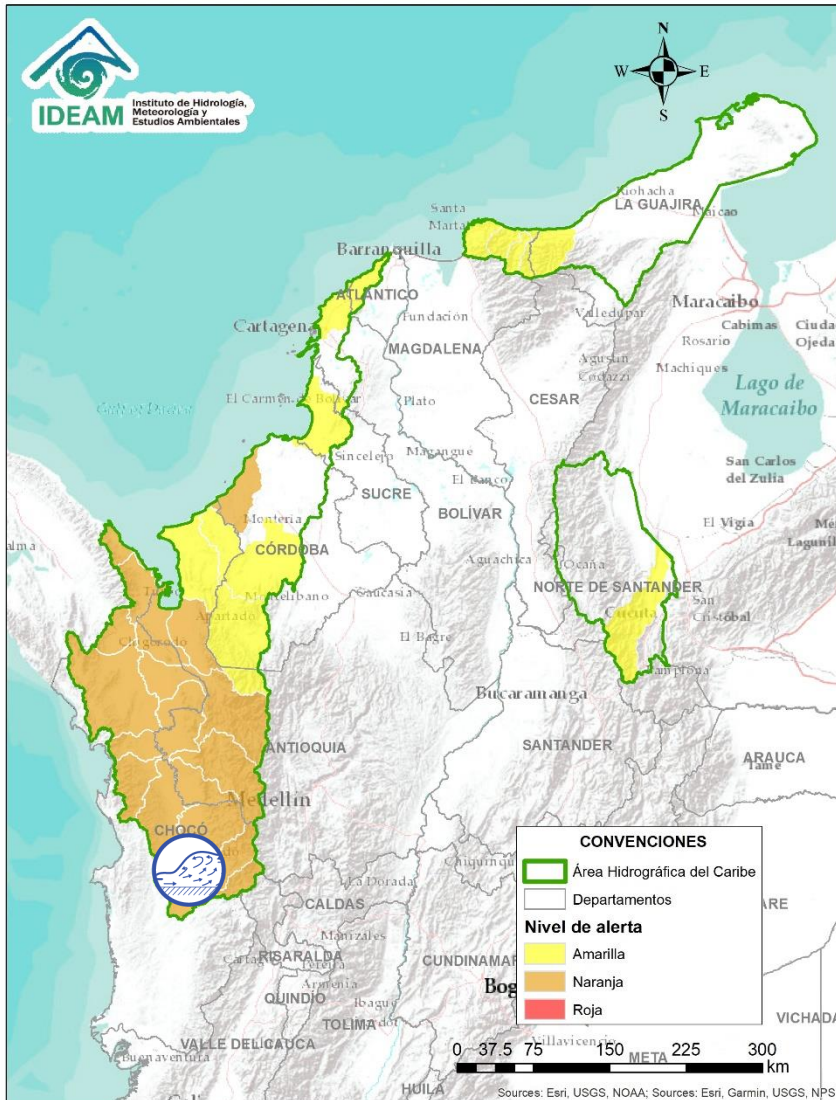 IDEAM
Instituto de Hidrología,
Meteorología y
Estudios Ambientales
N
W
E
S
Riohacha
LA GUAJIRA
Maicao
Santa
Marta
Barranquilla
ATLÁNTICO
Maracaibo
Cartagena
Fundación
Valledupar
Cabimas
Ciudad
Ojeda
Rosario
MAGDALENA
Machiques
Agustín
Codazzi
Lago de
Maracaibo
CESAR
El Carmen de Bolívar
Plato
Sincelejo
Magangué
San Carlos
del Zulia
El Banco
SUCRE
BOLÍVAR
El Vigía
Montería
CÓRDOBA
Aguachica
Ocaña
NORTE DE SANTANDER
Montelíbano
Caucasia
San
Cristóbal
Cúcuta
Apartadó
El Bagre
Chigorodó
Pamplona
Bucaramanga
ANTIOQUIA
SANTANDER
ARAUCA
Tame
Medellín
CHOCÓ
La Dorada
CALDAS
Manizales
RISARALDA
Pereira
Armenia
QUINDÍO
Ibagué
TOLIMA
VALLE DEL CAUCA
Buenaventura
HUILA
Villavicencio
META
VICHADA
CONVENCIONES
Área Hidrográfica del Caribe
Departamentos
Nivel de alerta
Amarilla
Naranja
Roja
0 37.5 75 150 225 300
km
Sources: Esri, USGS, NOAA; Sources: Esri, Garmin, USGS, NPS